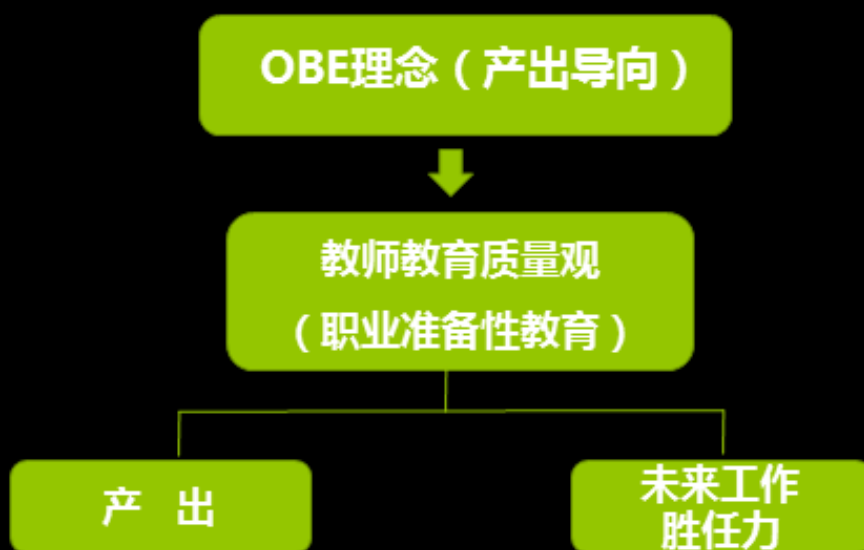 OBE理念（产出导向）
教师教育质量观
（职业准备性教育）
产 出
未来工作
胜任力